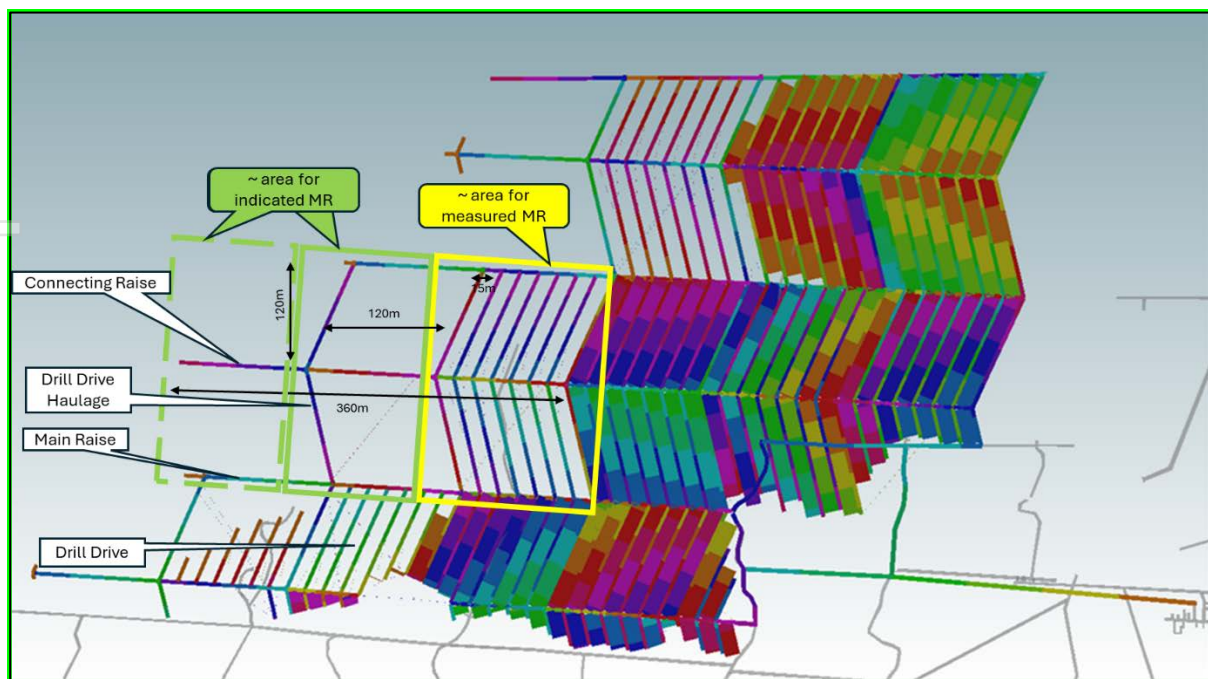 ~ area for
indicated MR
~ area for
measured MR
Connecting Raise
120m
120m
15m
Drill Drive
Haulage
360m
Main Raise
Drill Drive